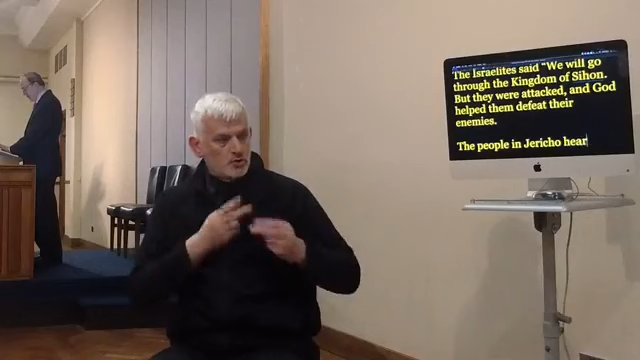 The Israelites said "We will go
through the Kingdom of Sihon.
But they were attacked, and God
helped them defeat their
enemies.
The people in Jericho hear